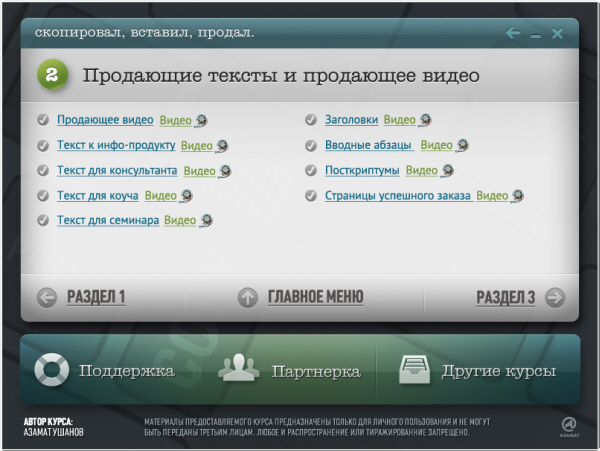 скопировал, вставил, продал.
2 Продающие тексты и продающее видео
Продающее видео Видео
Текст к инфо-продукту Видео
Текст для консультанта Видео
Текст для коуча Видео
Текст для семинара Видео
Заголовки Видео
Вводные абзацы Видео
Посткриптумы Видео
Страницы успешного заказа Видео
РАЗДЕЛ 1 ГЛАВНОЕ МЕНЮ РАЗДЕЛ 3
Поддержка Партнерка Другие курсы
АВТОР КУРСА:
АЗАМАТ УШАНОВ
МАТЕРИАЛЫ ПРЕДОСТАВЛЯЕМОГО КУРСА ПРЕДНАЗНАЧЕНЫ ТОЛЬКО ДЛЯ ЛИЧНОГО ПОЛЬЗОВАНИЯ И НЕ МОГУТ
БЫТЬ ПЕРЕДАНЫ ТРЕТЬИМ ЛИЦАМ. ЛЮБОЕ И РАСПРОСТРАНЕНИЕ ИЛИ ТИРАЖИРОВАННИЕ ЗАПРЕЩЕНО.
АЗАМАТ